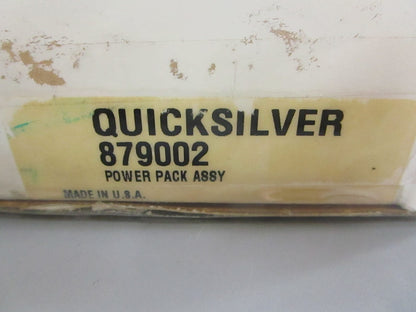 QUICKSILVER
879002
POWER PACK ASSY
MADE IN U.S.A.